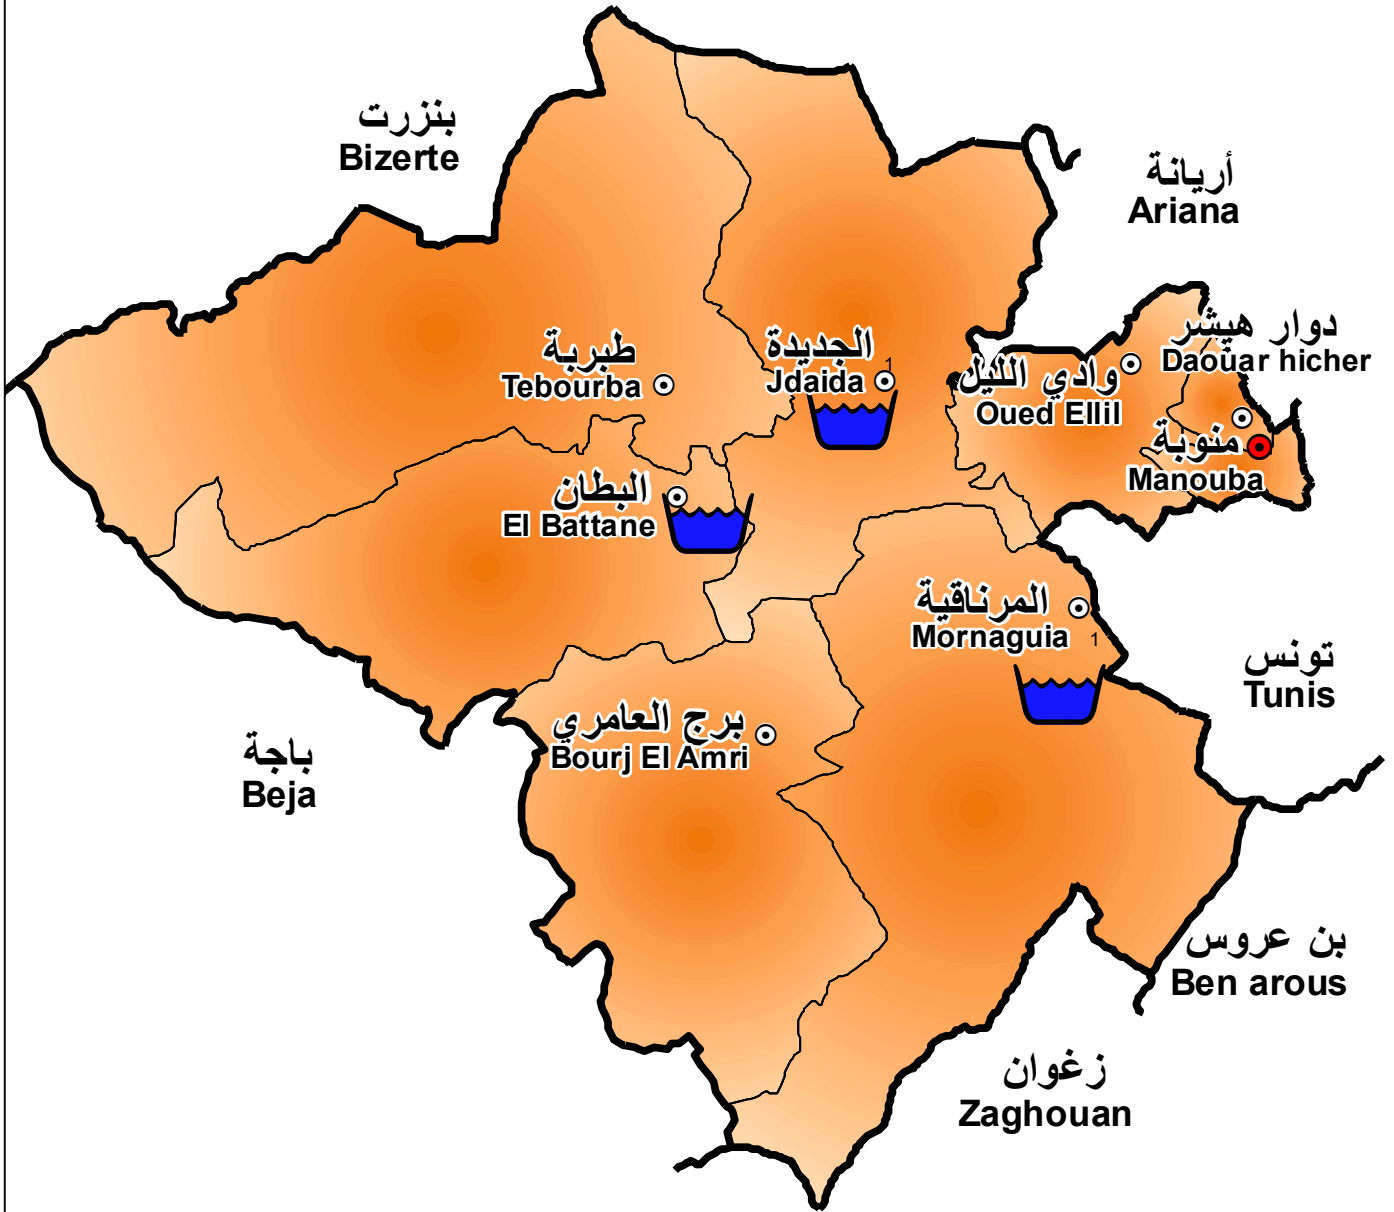 بنزرت
Bizerte
أريانة
Ariana
دوار هيشر
Daouar hicher
طبربة
Tebourba
الجديدة
Jdaida
1
وادي الليل
Oued Ellil
منوبة
Manouba
البطان
El Battane
المرناقية
Mornaguia
1
تونس
Tunis
برج العامري
Bourj El Amri
باجة
Beja
بن عروس
Ben arous
زغوان
Zaghouan